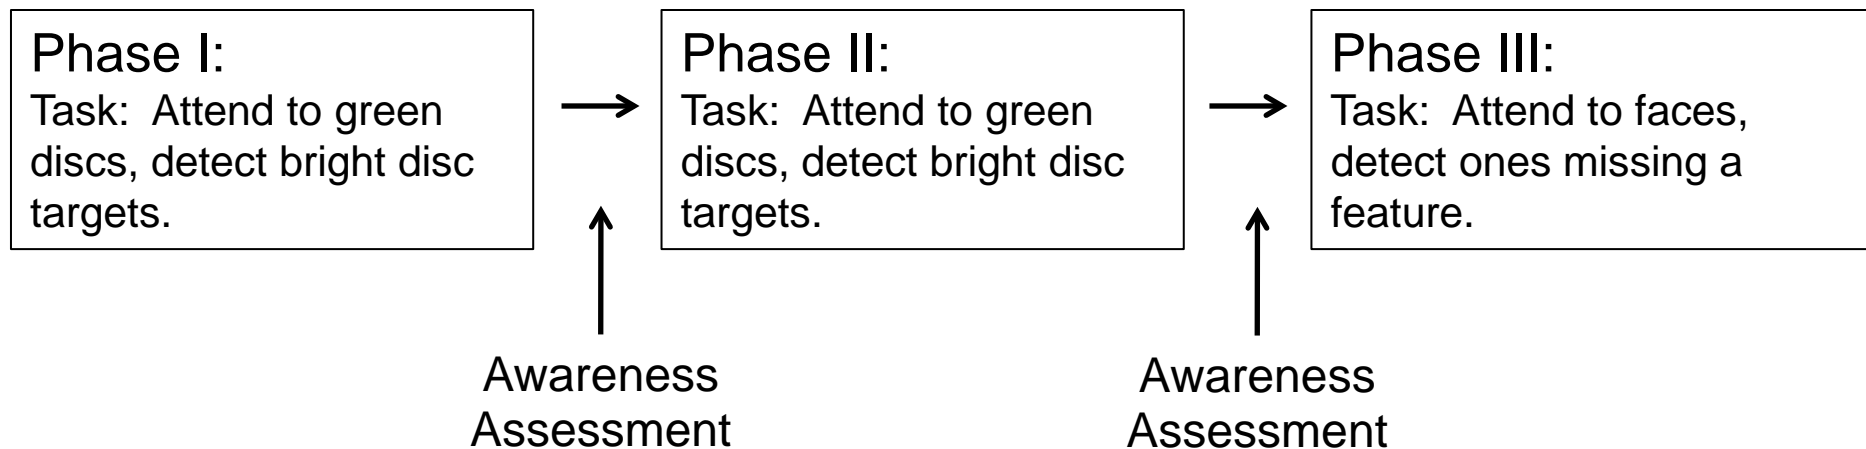 Phase I:
Task:  Attend to green
discs, detect bright disc
targets.
Phase II:
Task:  Attend to green
discs, detect bright disc
targets.
Phase III:
Task:  Attend to faces,
detect ones missing a
feature.
Awareness
Assessment
Awareness
Assessment